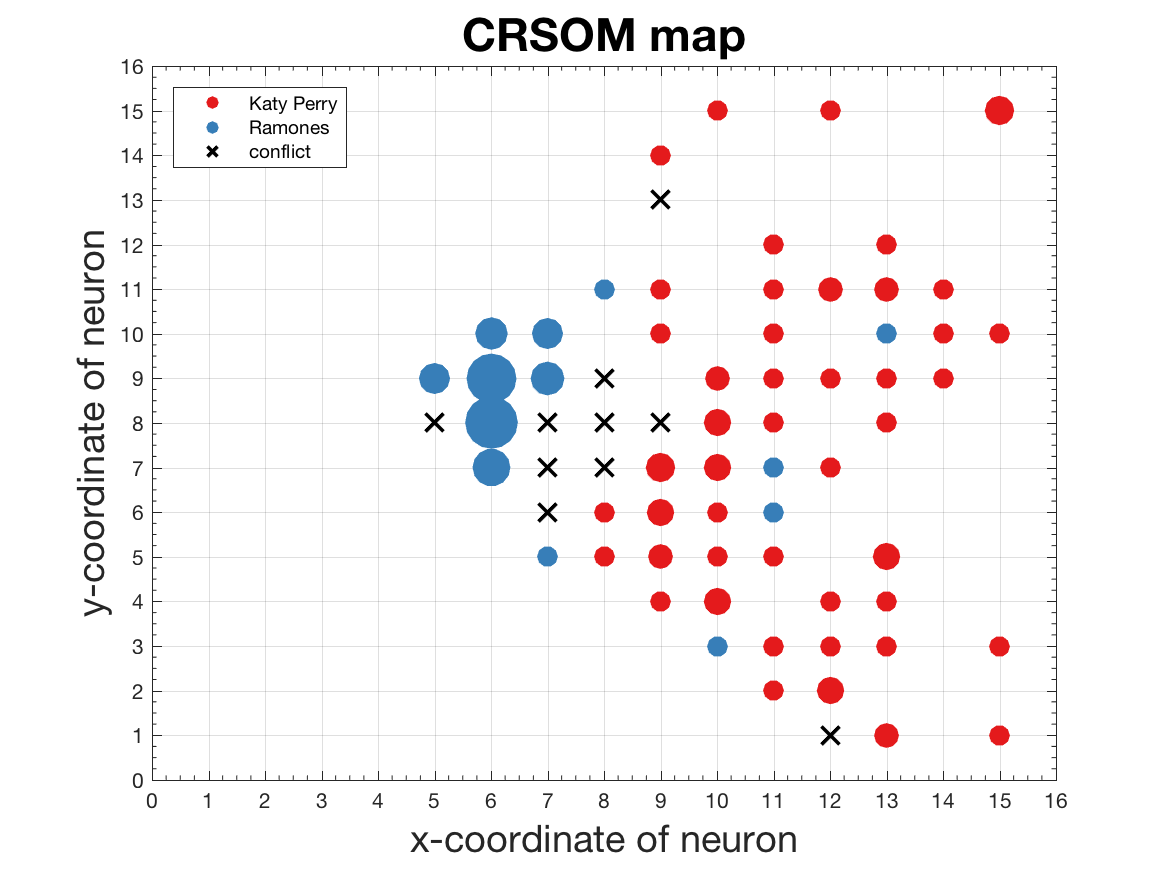 CRSOM map
16
15
14
13
12
11
10
9
8
7
6
5
4
3
2
1
0
Katy Perry
Ramones
conflict
y-coordinate of neuron
0 1 2 3 4 5 6 7 8 9 10 11 12 13 14 15 16
x-coordinate of neuron